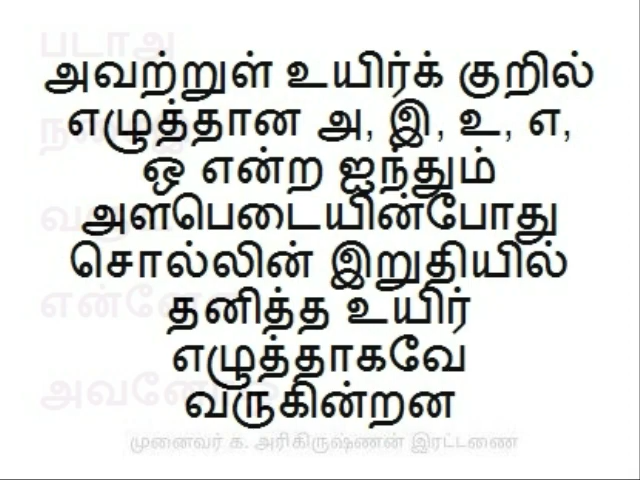 அவற்றுள் உயிர்க் குறில்
எழுத்தான அ, இ, உ, எ,
ஒ என்ற ஐந்தும்
அளபெடையின்போது
சொல்லின் இறுதியில்
தனித்த உயிர்
எழுத்தாகவே
வருகின்றன
முனைவர் க. அரிகிருஷ்ணன் இரட்டணை